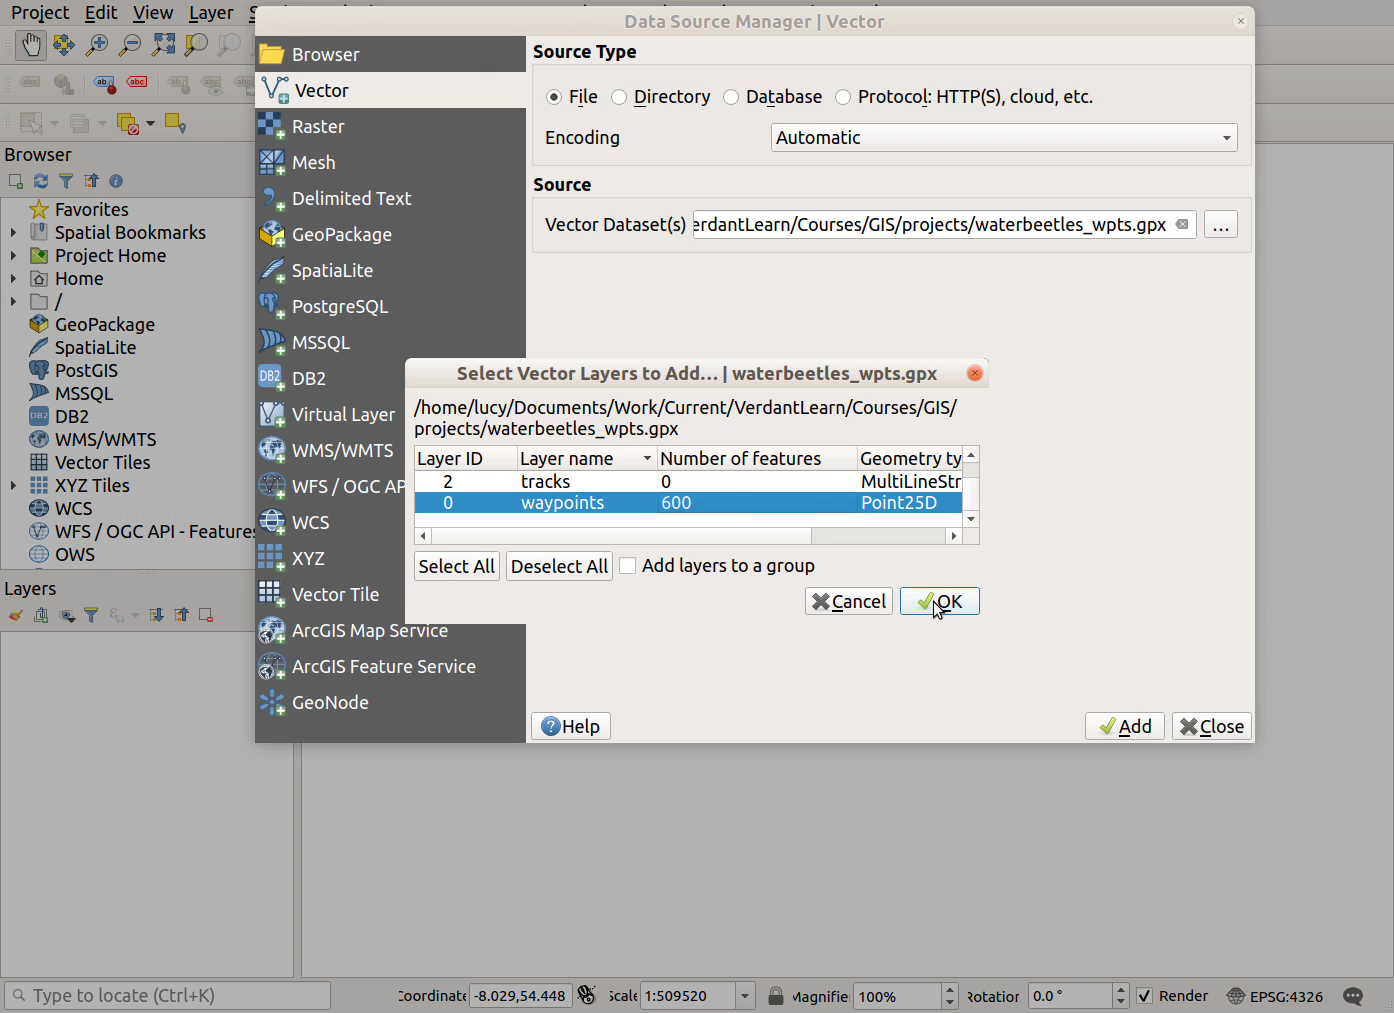 Project Edit View Layer
Data Source Manager | Vector
Browser
Favorites
Spatial Bookmarks
Project Home
Home
/
GeoPackage
SpatiaLite
PostGIS
MSSQL
DB2
WMS/WMTS
Vector Tiles
XYZ Tiles
WCS
WFS / OGC API - Features
OWS
Layers
Browser
Vector
Raster
Mesh
Delimited Text
GeoPackage
SpatiaLite
PostgreSQL
MSSQL
DB2
Virtual Layer
WMS/WMTS
WFS / OGC AP
WCS
XYZ
Vector Tile
ArcGIS Map Service
ArcGIS Feature Service
GeoNode
Source Type
File Directory Database Protocol: HTTP(S), cloud, etc.
Encoding Automatic
Source
Vector Dataset(s) erdantLearn/Courses/GIS/projects/waterbeetles_wpts.gpx ...
Select Vector Layers to Add... | waterbeetles_wpts.gpx
/home/lucy/Documents/Work/Current/VerdantLearn/Courses/GIS/
projects/waterbeetles_wpts.gpx
Layer ID Layer name Number of features Geometry ty
2 tracks 0 MultiLineStr
0 waypoints 600 Point25D
Select All Deselect All Add layers to a group
Cancel OK
Help Add Close
Type to locate (Ctrl+K) Coordinate -8.029,54.448 Scale 1:509520 Magnifie 100% Rotation 0.0 ° Render EPSG:4326